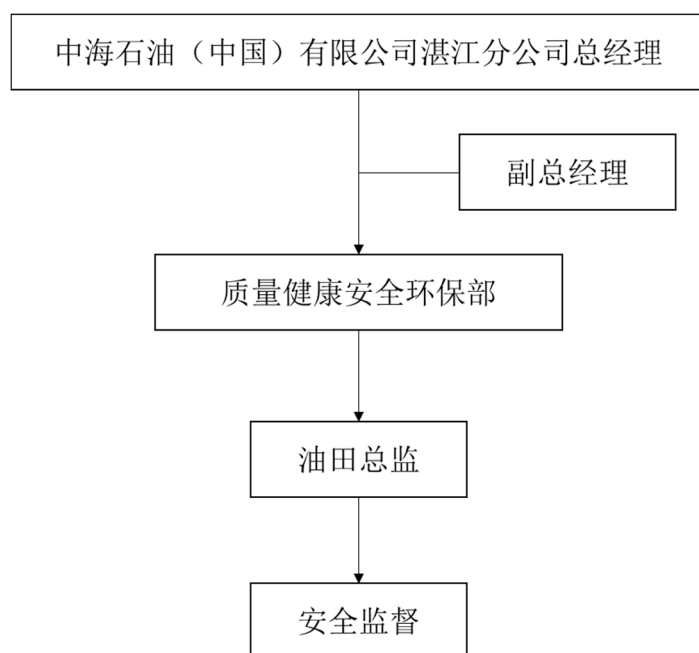 中海石油（中国）有限公司湛江分公司总经理
副总经理
质量健康安全环保部
油田总监
安全监督